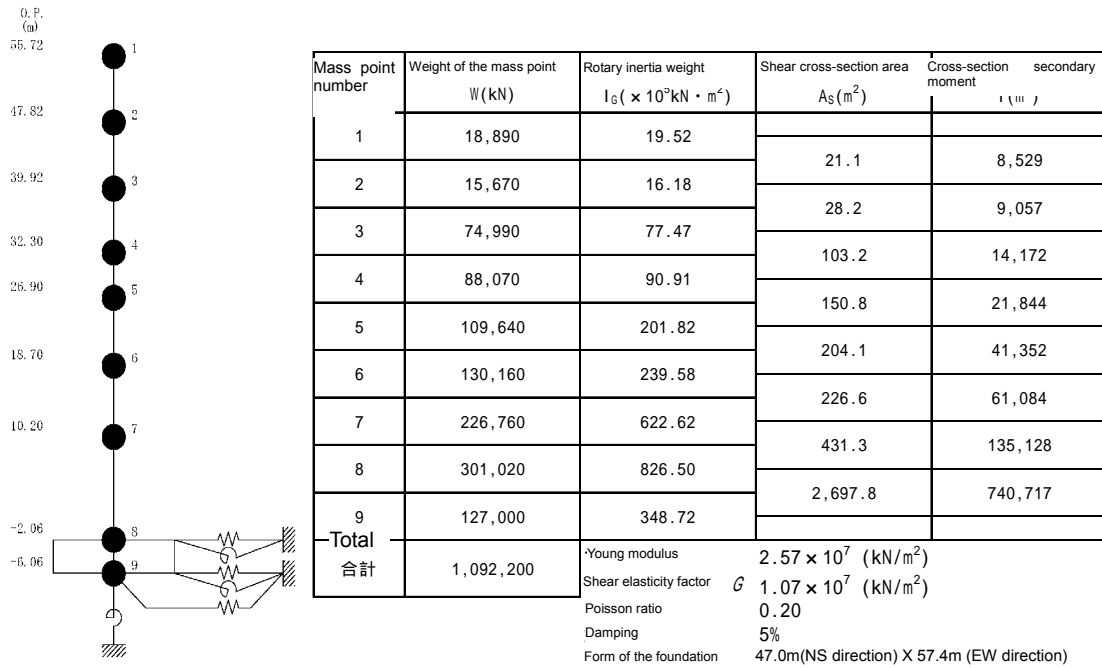 O.P.
(m)
55.72
1
47.82
2
39.92
3
32.30
4
26.90
5
18.70
6
10.20
7
-2.06
8
-6.06
9
Mass point number
Weight of the mass point
W(kN)
Rotary inertia weight
I_G( × 10⁵kN・m²)
Shear cross-section area
A_S(m²)
Cross-section secondary moment
1 18,890 19.52
21.1 8,529
2 15,670 16.18
28.2 9,057
3 74,990 77.47
103.2 14,172
4 88,070 90.91
150.8 21,844
5 109,640 201.82
204.1 41,352
6 130,160 239.58
226.6 61,084
7 226,760 622.62
431.3 135,128
8 301,020 826.50
2,697.8 740,717
9 127,000 348.72
Total
合計 1,092,200
·Young modulus 2.57 × 10⁷ (kN/m²)
Shear elasticity factor G 1.07 × 10⁷ (kN/m²)
Poisson ratio 0.20
Damping 5%
Form of the foundation 47.0m(NS direction) X 57.4m (EW direction)